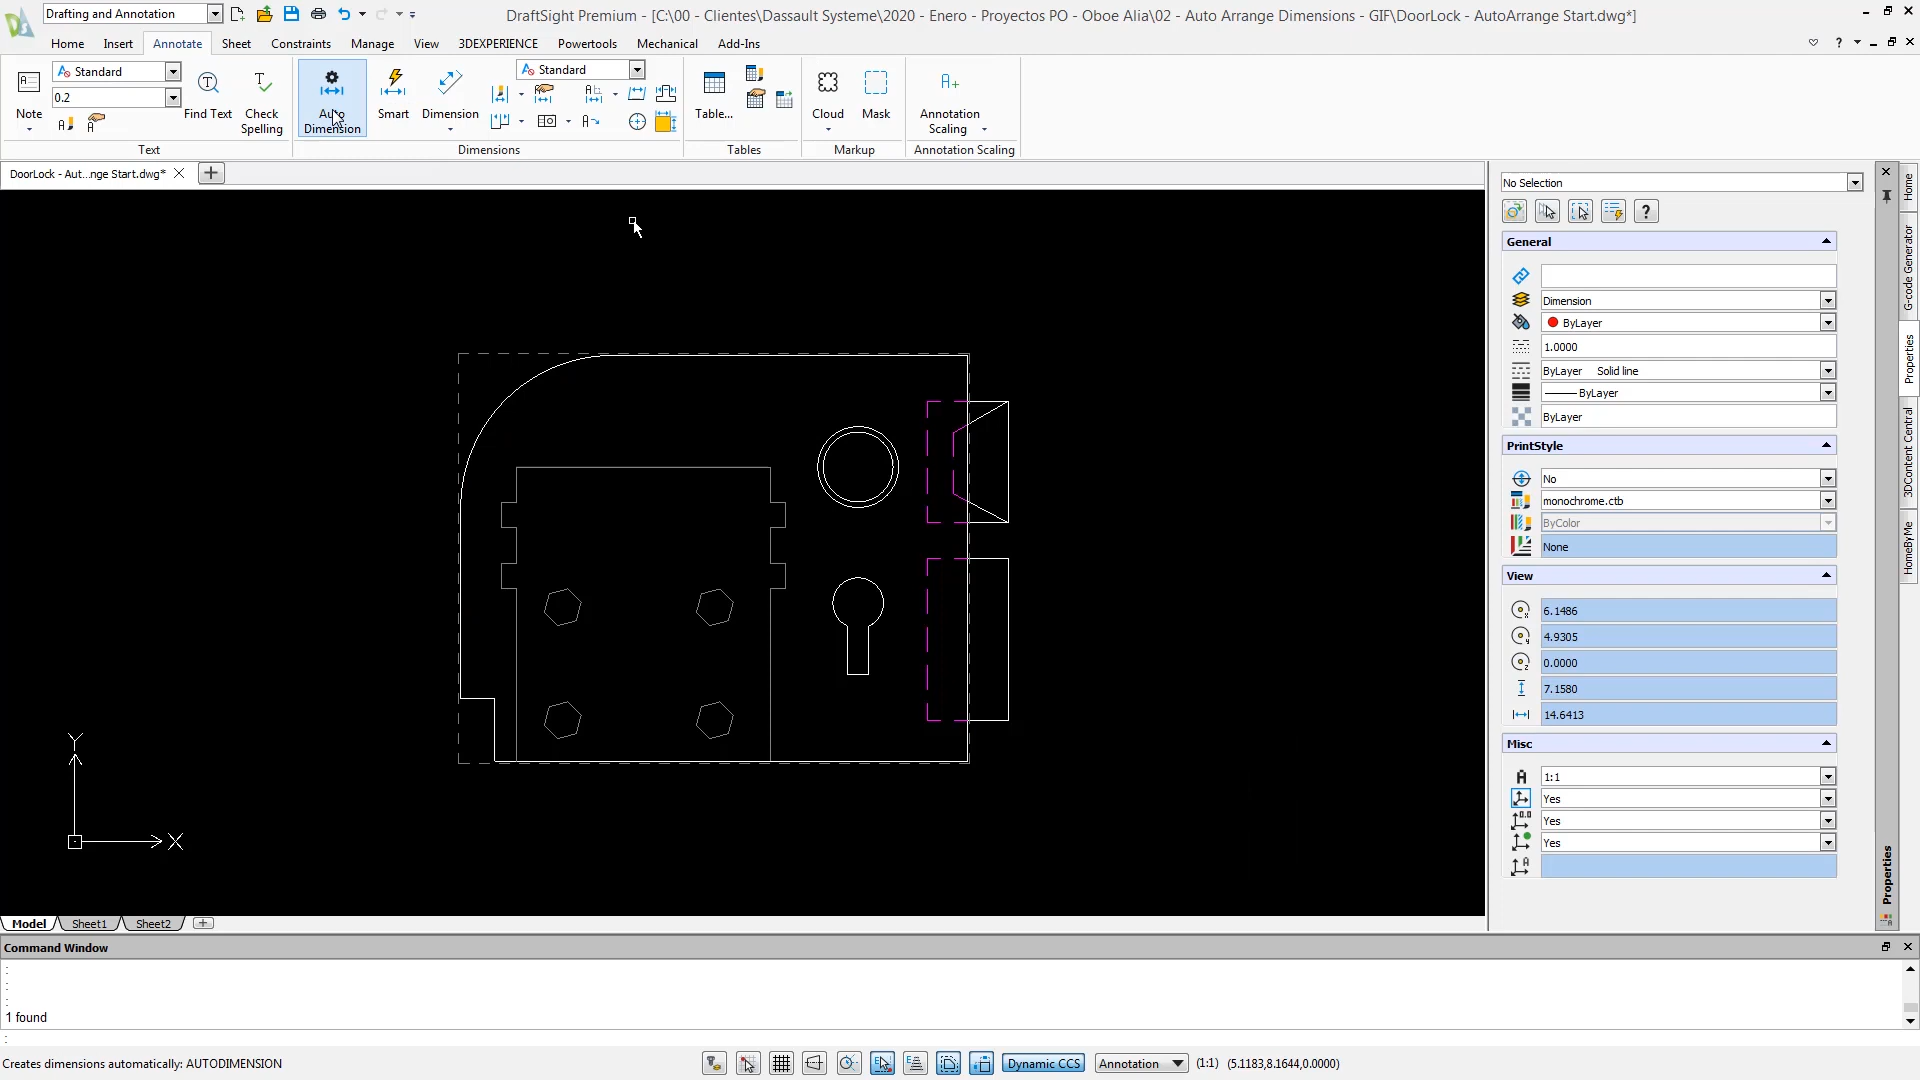 Drafting and Annotation
DraftSight Premium - [C:\00 - Clientes\Dassault Systeme\2020 - Enero - Proyectos PO - Oboe Alia\02 - Auto Arrange Dimensions - GIF\DoorLock - AutoArrange Start.dwg*]
Home Insert Annotate Sheet Constraints Manage View 3DEXPERIENCE Powertools Mechanical Add-Ins
Standard
0.2
Note
Find Text
Check
Spelling
Text
Auto
Dimension
Smart
Dimension
Standard
Dimensions
Table...
Tables
Cloud
Mask
Markup
Annotation
Scaling
Annotation Scaling
DoorLock - Aut...nge Start.dwg*
Y
X
No Selection
General
Dimension
ByLayer
1.0000
ByLayer Solid line
ByLayer
ByLayer
PrintStyle
No
monochrome.ctb
ByColor
None
View
6.1486
4.9305
0.0000
7.1580
14.6413
Misc
1:1
Yes
Yes
Yes
Properties
Home
G-code Generator
Properties
3DContent Central
HomeByMe
Model Sheet1 Sheet2
Command Window
:
:
:
1 found
:
Creates dimensions automatically: AUTODIMENSION
Dynamic CCS
Annotation
(1:1) (5.1183,8.1644,0.0000)